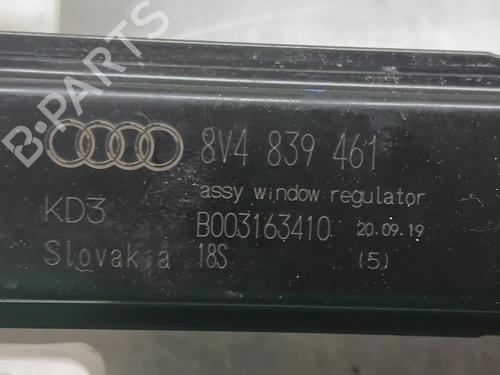 8V4 839 461
assy window regulator
KD3 B003163410 20.09.19
Slovakia 18S (5)
B-PARTS